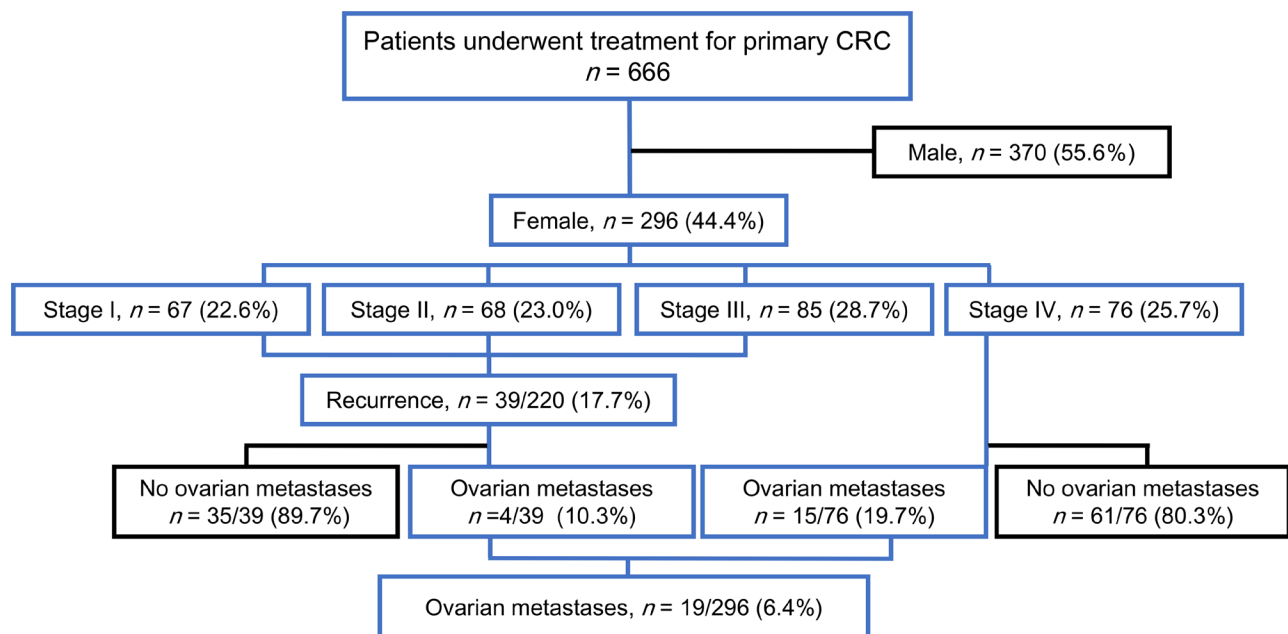 Patients underwent treatment for primary CRC
n = 666
Male, n = 370 (55.6%)
Female, n = 296 (44.4%)
Stage I, n = 67 (22.6%)
Stage II, n = 68 (23.0%)
Stage III, n = 85 (28.7%)
Stage IV, n = 76 (25.7%)
Recurrence, n = 39/220 (17.7%)
No ovarian metastases
n = 35/39 (89.7%)
Ovarian metastases
n =4/39 (10.3%)
Ovarian metastases
n = 15/76 (19.7%)
No ovarian metastases
n = 61/76 (80.3%)
Ovarian metastases, n = 19/296 (6.4%)